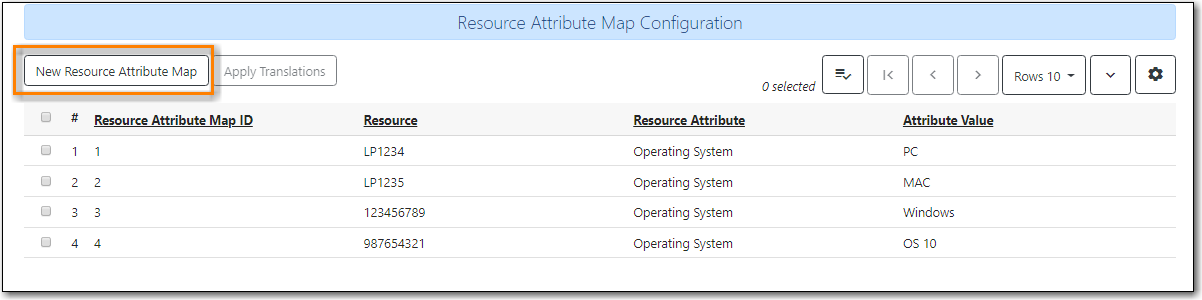 Resource Attribute Map Configuration
New Resource Attribute Map Apply Translations 0 selected Rows 10
# Resource Attribute Map ID Resource Resource Attribute Attribute Value
1 1 LP1234 Operating System PC
2 2 LP1235 Operating System MAC
3 3 123456789 Operating System Windows
4 4 987654321 Operating System OS 10